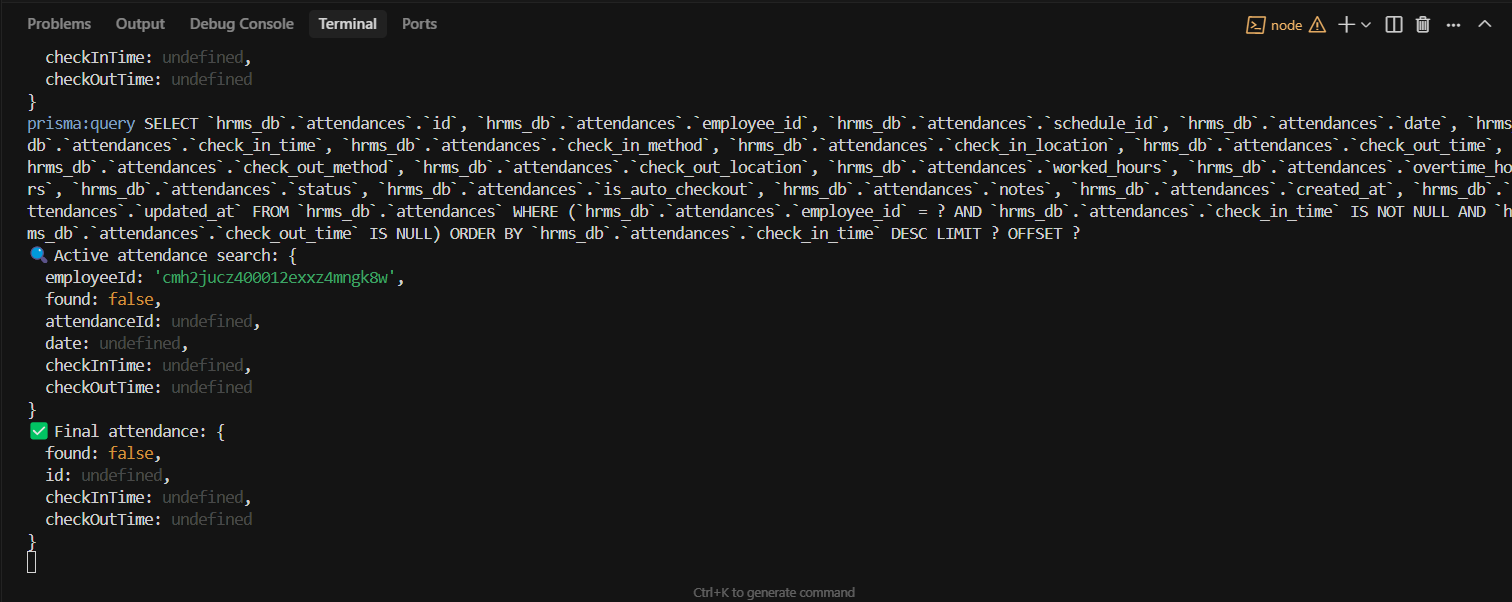 Problems Output Debug Console Terminal Ports node
checkInTime: undefined,
checkOutTime: undefined
}
prisma:query SELECT `hrms_db`.`attendances`.`id`, `hrms_db`.`attendances`.`employee_id`, `hrms_db`.`attendances`.`schedule_id`, `hrms_db`.`attendances`.`date`, `hrms_
db`.`attendances`.`check_in_time`, `hrms_db`.`attendances`.`check_in_method`, `hrms_db`.`attendances`.`check_in_location`, `hrms_db`.`attendances`.`check_out_time`, `
hrms_db`.`attendances`.`check_out_method`, `hrms_db`.`attendances`.`check_out_location`, `hrms_db`.`attendances`.`worked_hours`, `hrms_db`.`attendances`.`overtime_hou
rs`, `hrms_db`.`attendances`.`status`, `hrms_db`.`attendances`.`is_auto_checkout`, `hrms_db`.`attendances`.`notes`, `hrms_db`.`attendances`.`created_at`, `hrms_db`.`
ttendances`.`updated_at` FROM `hrms_db`.`attendances` WHERE (`hrms_db`.`attendances`.`employee_id` = ? AND `hrms_db`.`attendances`.`check_in_time` IS NOT NULL AND `h
ms_db`.`attendances`.`check_out_time` IS NULL) ORDER BY `hrms_db`.`attendances`.`check_in_time` DESC LIMIT ? OFFSET ?
🔍 Active attendance search: {
employeeId: 'cmh2jucz400012exxz4mngk8w',
found: false,
attendanceId: undefined,
date: undefined,
checkInTime: undefined,
checkOutTime: undefined
}
✅ Final attendance: {
found: false,
id: undefined,
checkInTime: undefined,
checkOutTime: undefined
}
Ctrl+K to generate command